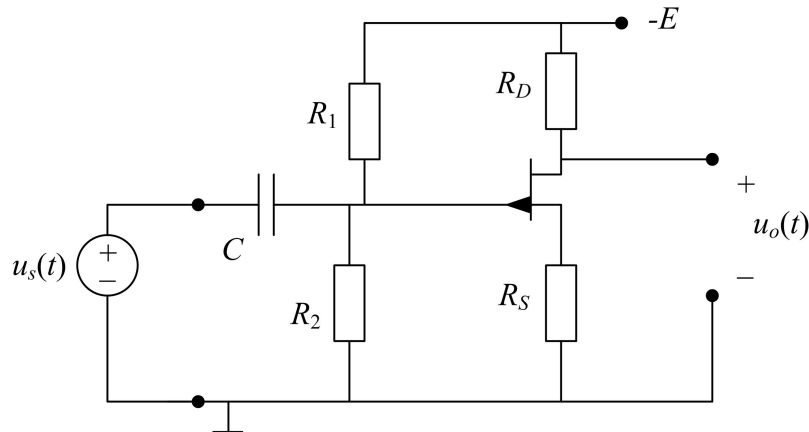 -E
R_D
R_1
+
u_o(t)
−
u_s(t)
+
−
C
R_2
R_S